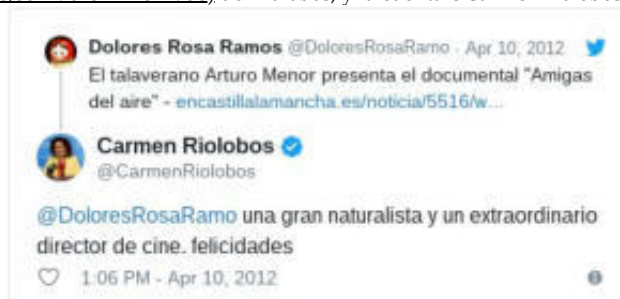 Dolores Rosa Ramos @DoloresRosaRamo · Apr 10, 2012
El talaverano Arturo Menor presenta el documental "Amigas
del aire" - encastillalamancha.es/noticia/5516/w...
Carmen Riolobos
@CarmenRiolobos
@DoloresRosaRamo una gran naturalista y un extraordinario
director de cine. felicidades
1:06 PM - Apr 10, 2012